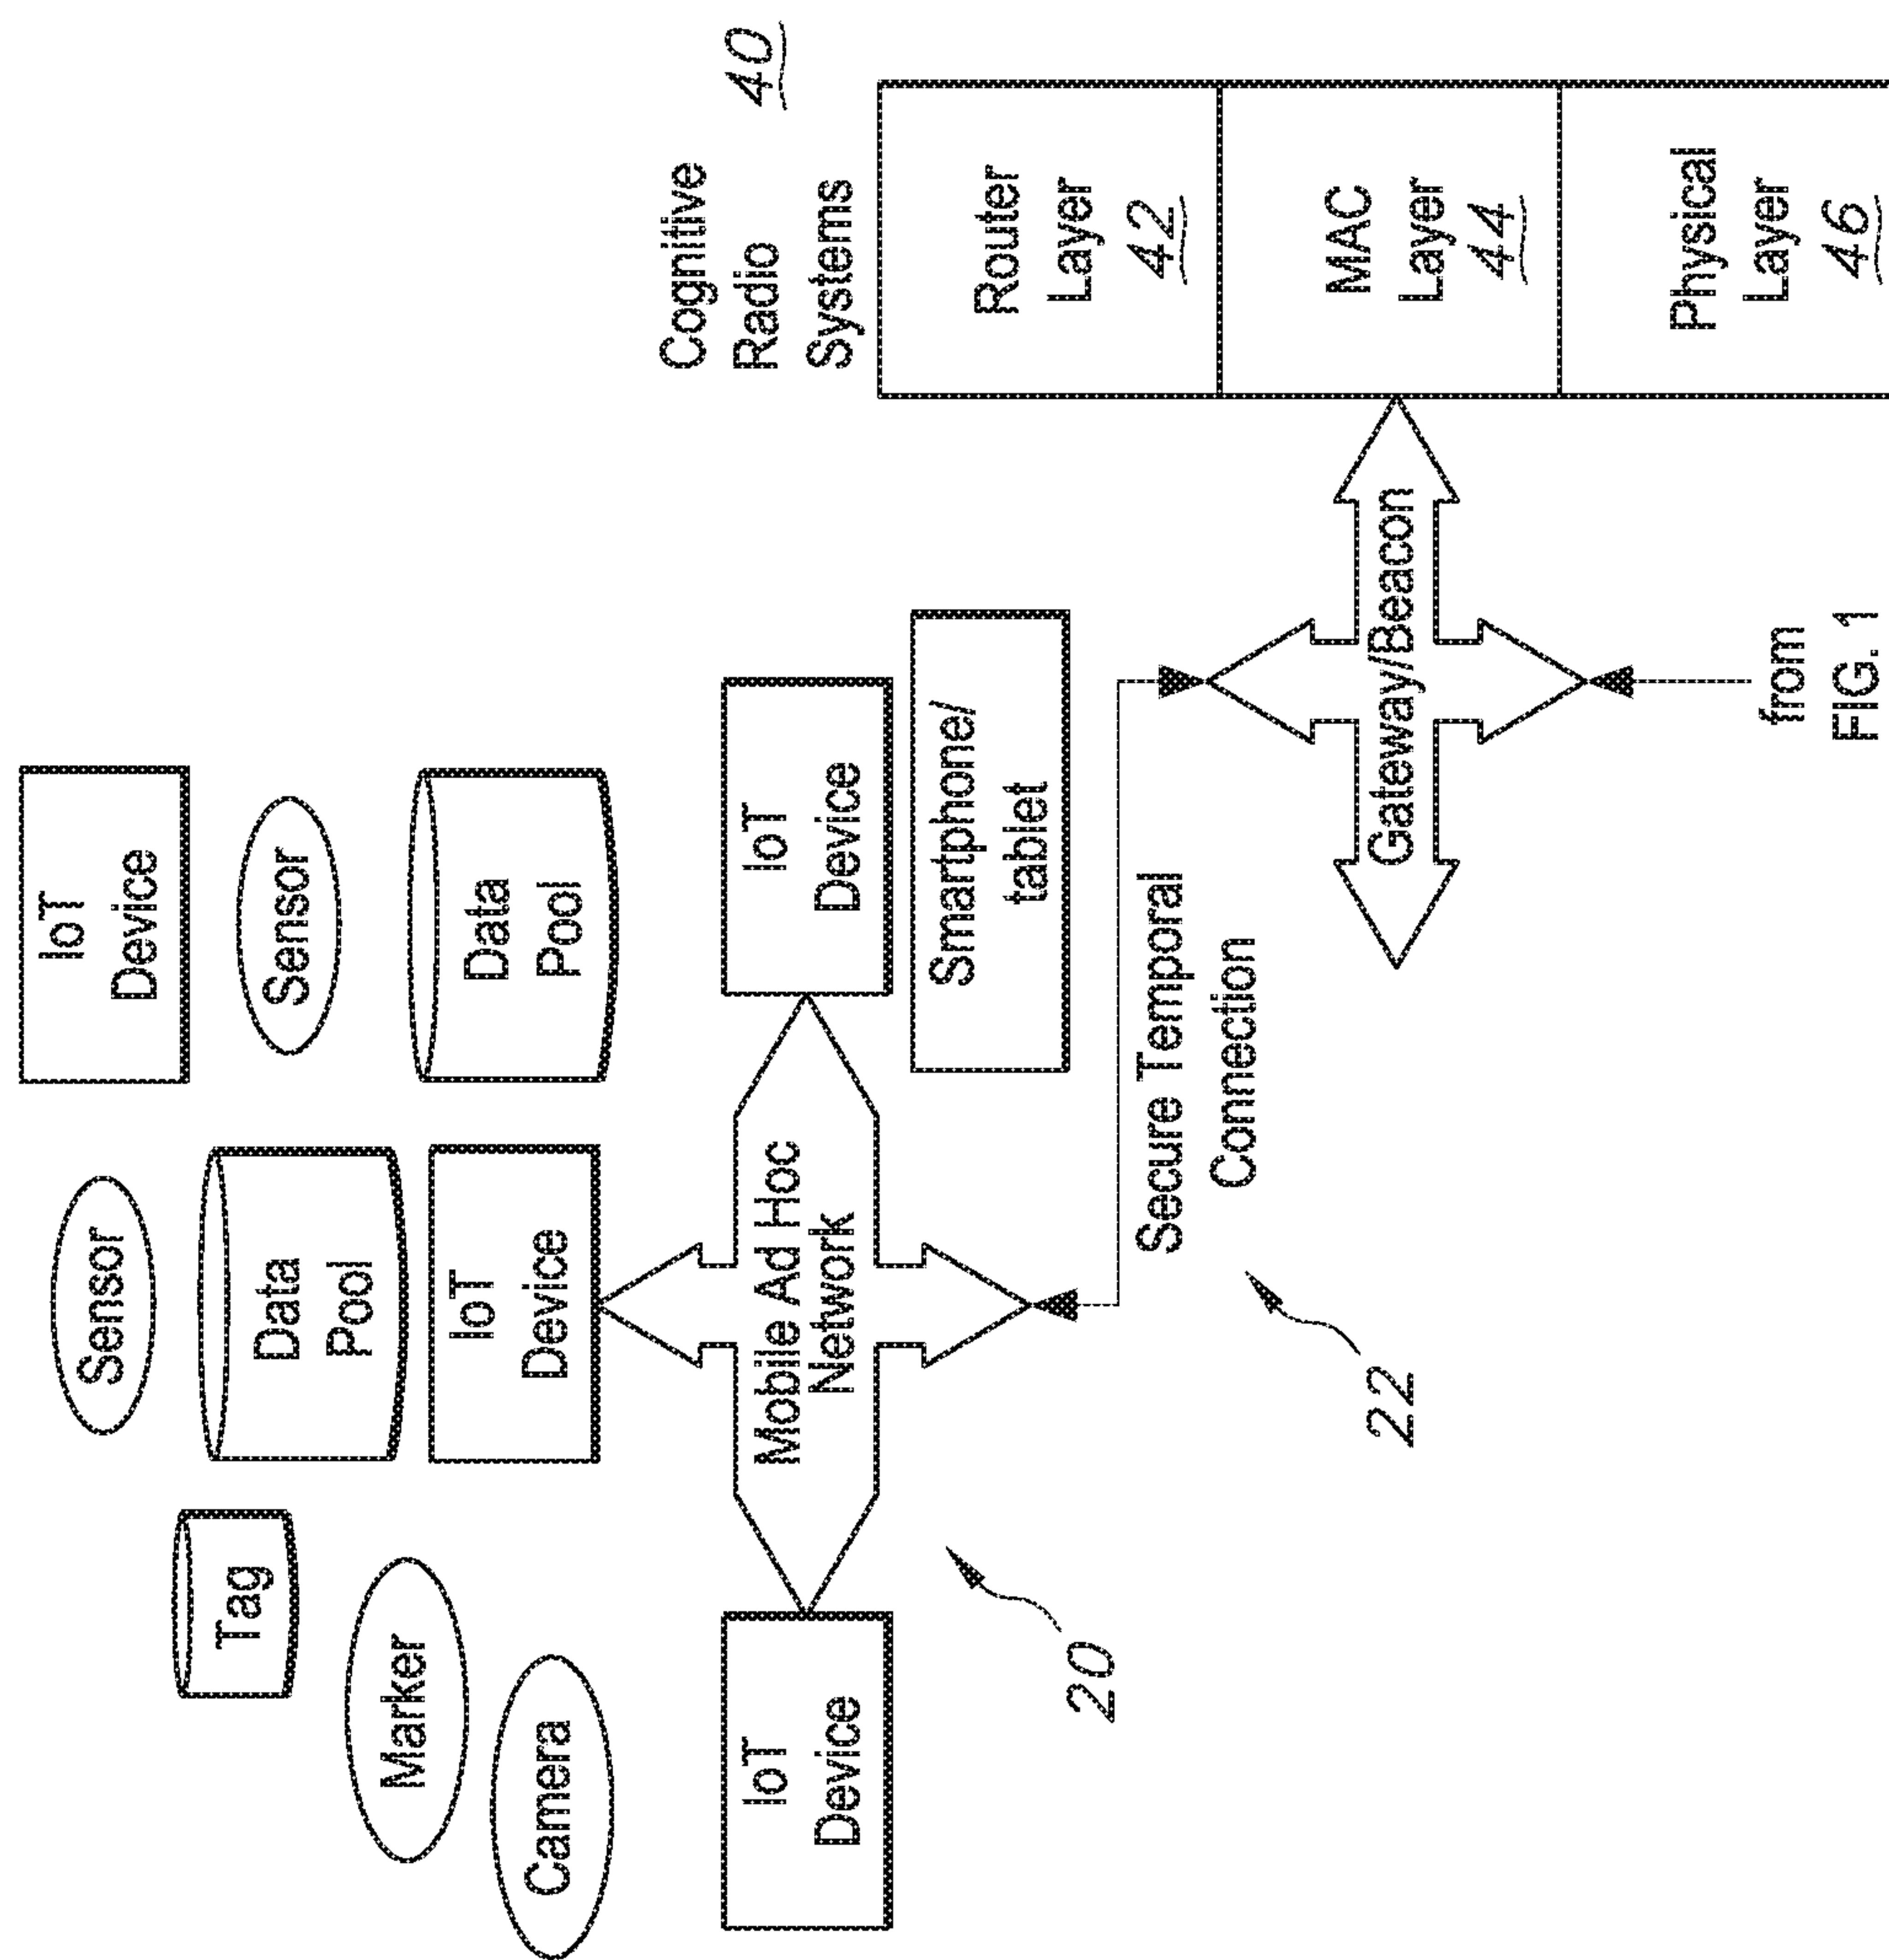 IoT
Device
Sensor
Sensor
Data
Pool
Data
Pool
Tag
Marker
Camera
IoT
Device
IoT
Device
IoT
Device
Mobile Ad Hoc
Network
Smartphone/
tablet
20
Secure Temporal
Connection
22
Cognitive
Radio
Systems
40
Router
Layer
42
MAC
Layer
44
Physical
Layer
46
Gateway/Beacon
from
FIG. 1